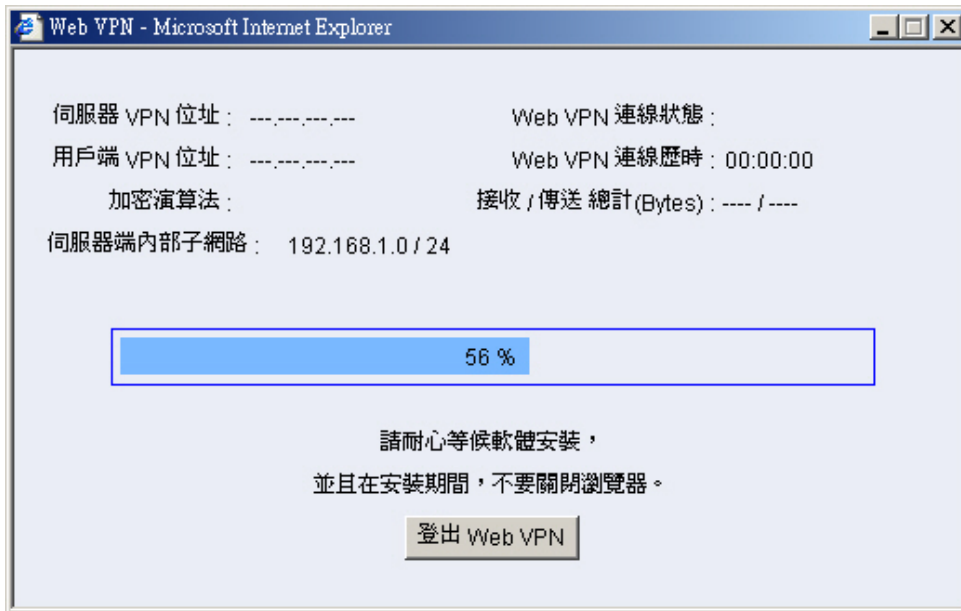 Web VPN - Microsoft Internet Explorer
伺服器 VPN 位址： ---.---.---.---
Web VPN 連線狀態：
用戶端 VPN 位址： ---.---.---.---
Web VPN 連線歷時：00:00:00
加密演算法：
接收 / 傳送 總計(Bytes)：---- / ----
伺服器端內部子網路： 192.168.1.0 / 24
56 %
請耐心等候軟體安裝，
並且在安裝期間，不要關閉瀏覽器。
登出 Web VPN